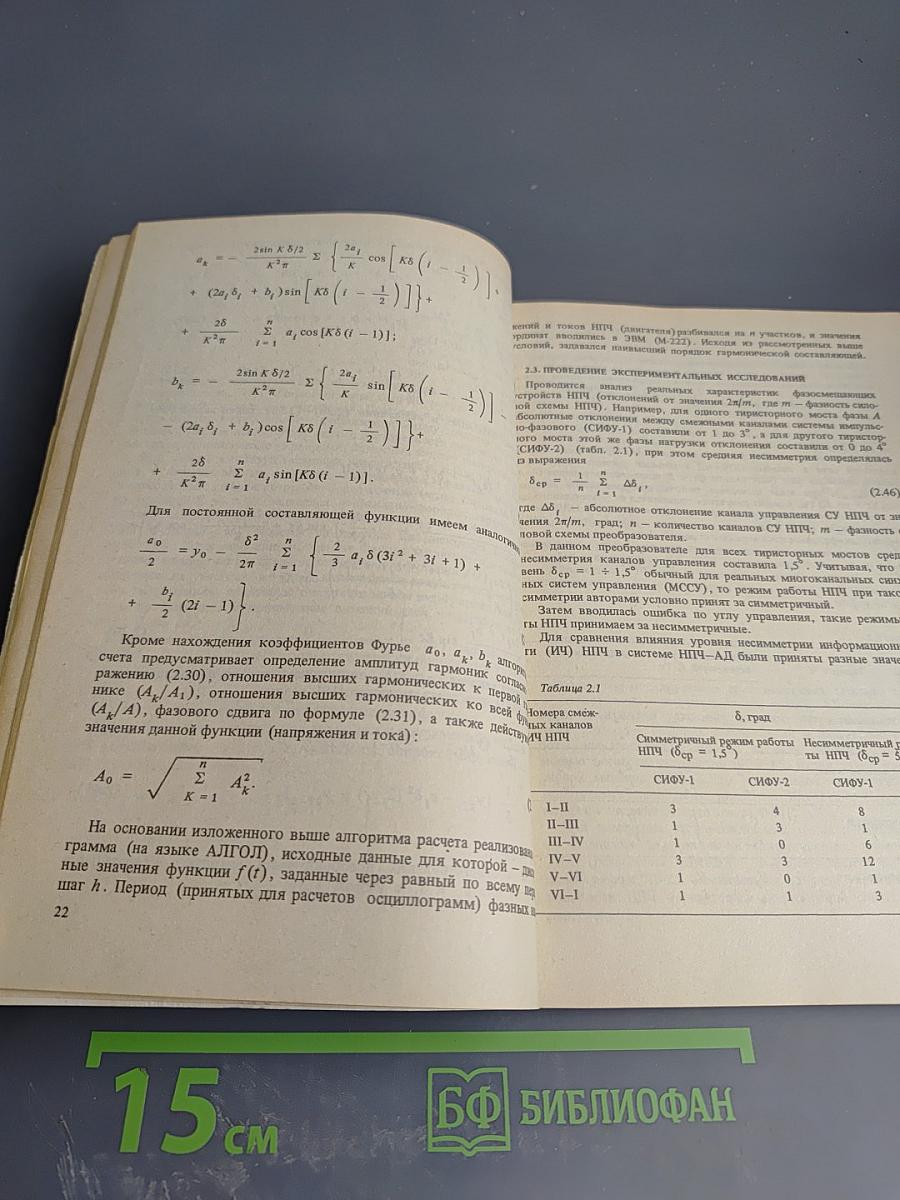 a_k = − 2sin K δ/2 / K²π Σ { 2a_i / K cos [ Kδ ( i − 1/2 ) ] ,
+ (2a_i δ_i + b_i ) sin [ Kδ ( i − 1/2 ) ] } +
+ 2δ / K²π Σ_{i=1}^{n} a_i cos [Kδ (i − 1)];
b_k = − 2sin K δ/2 / K²π Σ { 2a_i / K sin [ Kδ ( i − 1/2 ) ] −
− (2a_i δ_i + b_i ) cos [ Kδ ( i − 1/2 ) ] } +
+ 2δ / K²π Σ_{i=1}^{n} a_i sin [Kδ (i − 1)].
Для постоянной составляющей функции имеем
a_0 / 2 = y_0 − δ² / 2π Σ_{i=1}^{n} { 2/3 a_i δ (3i² + 3i + 1) +
+ b_i / 2 (2i − 1) } .
Кроме нахождения коэффициентов Фурье a_0, a_k, b_k
счета предусматривает определение амплитуд гармоник
ражению (2.30), отношения высших гармонических к первой
нике (A_k/A_1), отношения высших гармонических ко всей
(A_k/A), фазового сдвига по формуле (2.31), а также
значения данной функции (напряжения и тока) :
A_0 = √ Σ_{K=1}^{n} A_k².
На основании изложенного выше алгоритма расчета
грамма (на языке АЛГОЛ), исходные данные для которой –
ные значения функции f(t), заданные через равный по всему
шаг h. Период (принятых для расчетов осциллограмм) фазных
22
жений и токов НПЧ (двигателя) разбивался на n участков, и значения
ординат вводились в ЭВМ (М-222). Исходя из рассмотренных выше
условий, задавался наивысший порядок гармонической составляющей.
2.3. ПРОВЕДЕНИЕ ЭКСПЕРИМЕНТАЛЬНЫХ ИССЛЕДОВАНИЙ
Проводится анализ реальных характеристик фазосмещающих
устройств НПЧ (отклонений от значения 2π/m, где m – фазность сило-
вой схемы НПЧ). Например, для одного тиристорного моста фазы A
абсолютные отклонения между смежными каналами системы импульс-
но-фазового (СИФУ-1) составили от 1 до 3°, а для другого тиристор-
ного моста этой же фазы нагрузки отклонения составили от 0 до 4°
(СИФУ-2) (табл. 2.1), при этом средняя несимметрия определялась
из выражения
δ_ср = 1/n Σ_{i=1}^{n} Δδ_i , (2.46)
где Δδ_i – абсолютное отклонение канала управления СУ НПЧ от
чения 2π/m, град; n – количество каналов СУ НПЧ; m – фазность
ловой схемы преобразователя.
В данном преобразователе для всех тиристорных мостов
несимметрия каналов управления составила 1,5°. Учитывая, что
вень δ_ср = 1 ÷ 1,5° обычный для реальных многоканальных
ных систем управления (МССУ), то режим работы НПЧ при
симметрии авторами условно принят за симметричный.
Затем вводилась ошибка по углу управления, такие режимы
ты НПЧ принимаем за несимметричные.
Для сравнения влияния уровня несимметрии
ти (ИЧ) НПЧ в системе НПЧ–АД были приняты разные
Таблица 2.1
Номера смеж-
ных каналов
ИЧ НПЧ
δ, град
Симметричный режим работы
НПЧ (δ_ср = 1,5°)
Несимметричный
ты НПЧ (δ_ср = 5
СИФУ-1 СИФУ-2 СИФУ-1
I–II 3 4 8
II–III 1 3 1
III–IV 1 0 6
IV–V 3 3 12
V–VI 1 0 1
VI–I 1 1 3
15 см
БФ БИБЛИОФАН